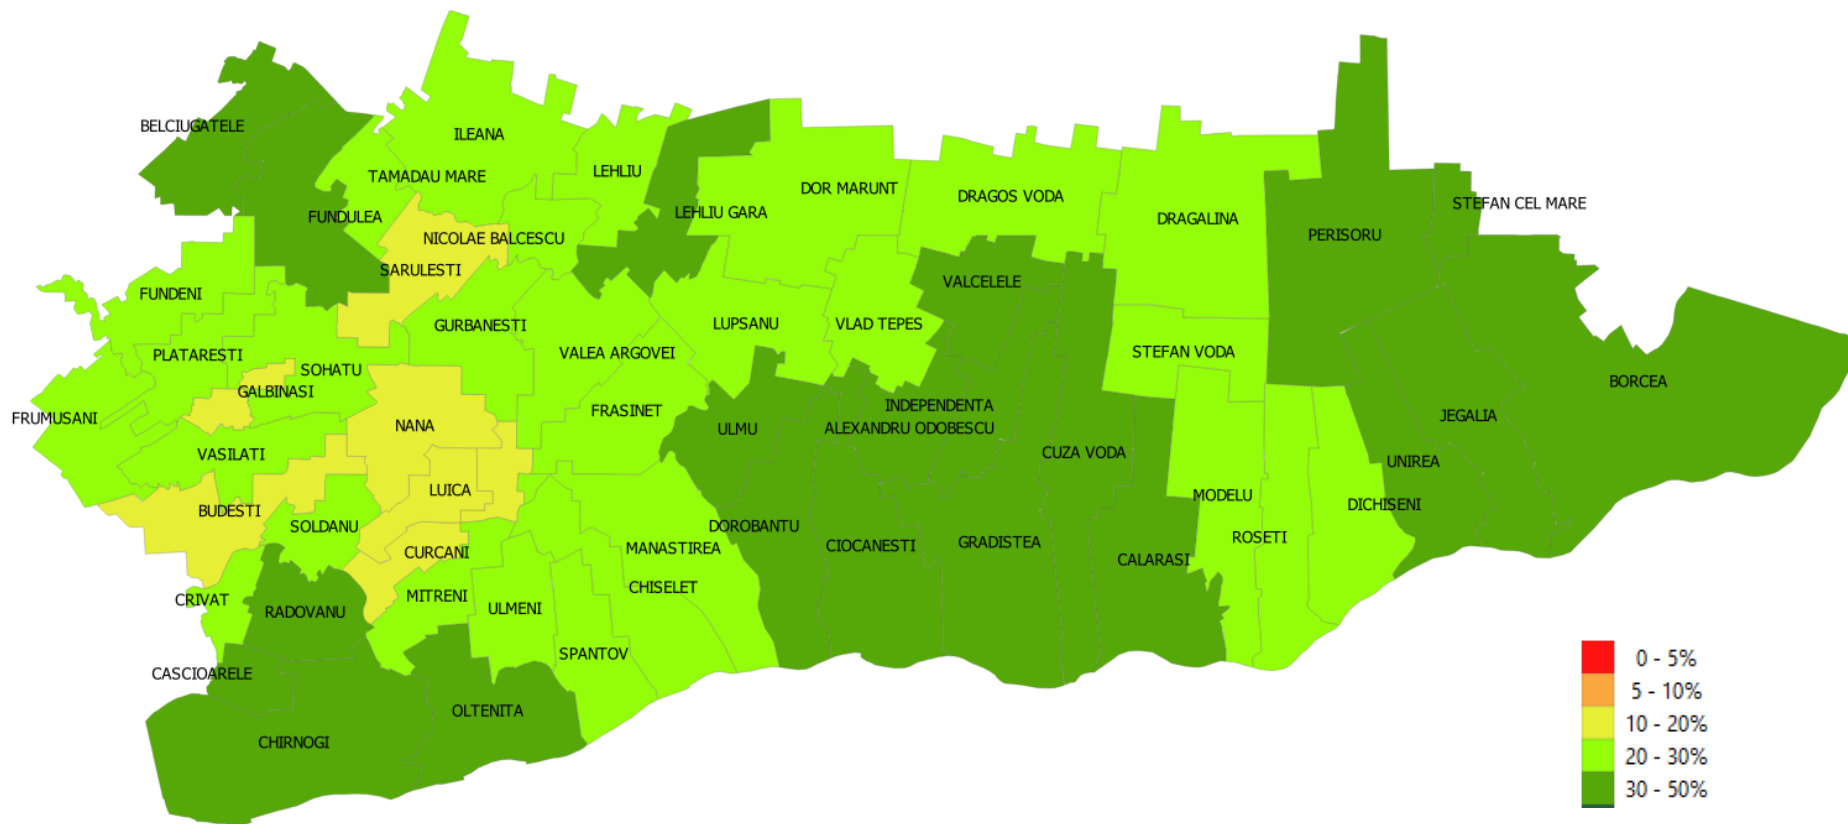 BELCIUGATELE
ILEANA
TAMADAU MARE
LEHLIU
DOR MARUNT
DRAGOS VODA
STEFAN CEL MARE
FUNDULEA
LEHLIU GARA
DRAGALINA
PERISORU
NICOLAE BALCESCU
SARULESTI
VALCELELE
FUNDENI
GURBANESTI
LUPSANU
VLAD TEPES
PLATARESTI
VALEA ARGOVEI
STEFAN VODA
SOHATU
BORCEA
GALBINASI
FRUMUSANI
FRASINET
INDEPENDENTA
JEGALIA
NANA
ULMU
ALEXANDRU ODOBESCU
VASILATI
CUZA VODA
UNIREA
LUICA
MODELU
DICHISENI
BUDESTI
SOLDANU
DOROBANTU
ROSETI
CURCANI
MANASTIREA
CIOCANESTI
GRADISTEA
CALARASI
CHISELET
CRIVAT
MITRENI
RADOVANU
ULMENI
SPANTOV
CASCIOARELE
OLTENITA
CHIRNOGI
0 - 5%
5 - 10%
10 - 20%
20 - 30%
30 - 50%